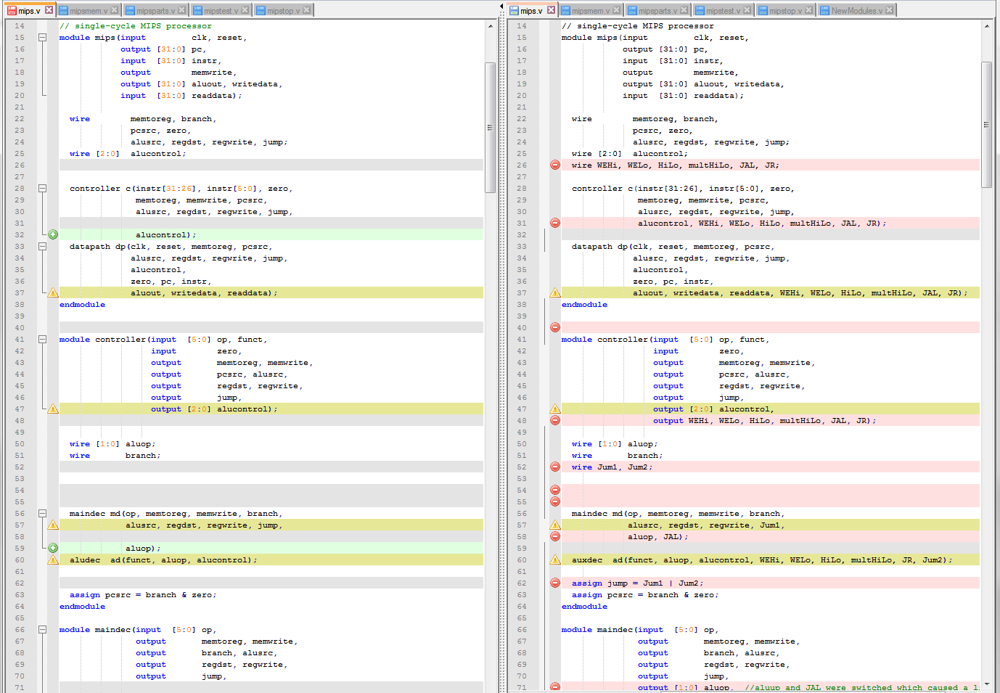 mips.v mipsmem.v mipsparts.v mipstest.v mipstop.v
14 // single-cycle MIPS processor
15 module mips(input clk, reset,
16 output [31:0] pc,
17 input [31:0] instr,
18 output memwrite,
19 output [31:0] aluout, writedata,
20 input [31:0] readdata);
21
22 wire memtoreg, branch,
23 pcsrc, zero,
24 alusrc, regdst, regwrite, jump;
25 wire [2:0] alucontrol;
26
27
28 controller c(instr[31:26], instr[5:0], zero,
29 memtoreg, memwrite, pcsrc,
30 alusrc, regdst, regwrite, jump,
31
32 alucontrol);
33 datapath dp(clk, reset, memtoreg, pcsrc,
34 alusrc, regdst, regwrite, jump,
35 alucontrol,
36 zero, pc, instr,
37 aluout, writedata, readdata);
38 endmodule
39
40
41 module controller(input [5:0] op, funct,
42 input zero,
43 output memtoreg, memwrite,
44 output pcsrc, alusrc,
45 output regdst, regwrite,
46 output jump,
47 output [2:0] alucontrol);
48
49
50 wire [1:0] aluop;
51 wire branch;
52
53
54
55
56 maindec md(op, memtoreg, memwrite, branch,
57 alusrc, regdst, regwrite, jump,
58
59 aluop);
60 aludec ad(funct, aluop, alucontrol);
61
62
63 assign pcsrc = branch & zero;
64 endmodule
65
66 module maindec(input [5:0] op,
67 output memtoreg, memwrite,
68 output branch, alusrc,
69 output regdst, regwrite,
70 output jump,
71
mips.v mipsmem.v mipsparts.v mipstest.v mipstop.v NewModules.v
14 // single-cycle MIPS processor
15 module mips(input clk, reset,
16 output [31:0] pc,
17 input [31:0] instr,
18 output memwrite,
19 output [31:0] aluout, writedata,
20 input [31:0] readdata);
21
22 wire memtoreg, branch,
23 pcsrc, zero,
24 alusrc, regdst, regwrite, jump;
25 wire [2:0] alucontrol;
26 wire WEHi, WELo, HiLo, multHiLo, JAL, JR;
27
28 controller c(instr[31:26], instr[5:0], zero,
29 memtoreg, memwrite, pcsrc,
30 alusrc, regdst, regwrite, jump,
31 alucontrol, WEHi, WELo, HiLo, multHiLo, JAL, JR);
32
33 datapath dp(clk, reset, memtoreg, pcsrc,
34 alusrc, regdst, regwrite, jump,
35 alucontrol,
36 zero, pc, instr,
37 aluout, writedata, readdata, WEHi, WELo, HiLo, multHiLo, JAL, JR);
38 endmodule
39
40
41 module controller(input [5:0] op, funct,
42 input zero,
43 output memtoreg, memwrite,
44 output pcsrc, alusrc,
45 output regdst, regwrite,
46 output jump,
47 output [2:0] alucontrol,
48 output WEHi, WELo, HiLo, multHiLo, JAL, JR);
49
50 wire [1:0] aluop;
51 wire branch;
52 wire Jum1, Jum2;
53
54
55
56 maindec md(op, memtoreg, memwrite, branch,
57 alusrc, regdst, regwrite, Jum1,
58 aluop, JAL);
59
60 auxdec ad(funct, aluop, alucontrol, WEHi, WELo, HiLo, multHiLo, JR, Jum2);
61
62 assign jump = Jum1 | Jum2;
63 assign pcsrc = branch & zero;
64 endmodule
65
66 module maindec(input [5:0] op,
67 output memtoreg, memwrite,
68 output branch, alusrc,
69 output regdst, regwrite,
70 output jump,
71 output [1:0] aluop, //aluup and JAL were switched which caused a